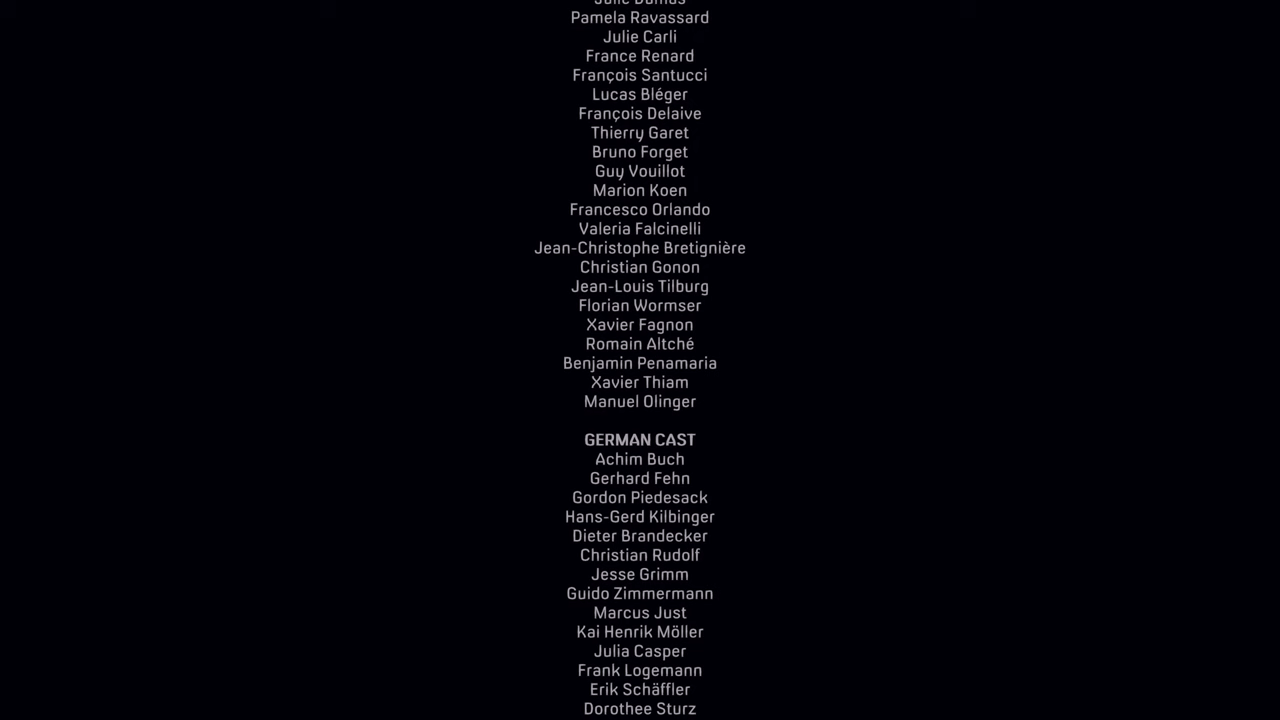 Julie Dumas
Pamela Ravassard
Julie Carli
France Renard
François Santucci
Lucas Bléger
François Delaive
Thierry Garet
Bruno Forget
Guy Vouillot
Marion Koen
Francesco Orlando
Valeria Falcinelli
Jean-Christophe Bretignière
Christian Gonon
Jean-Louis Tilburg
Florian Wormser
Xavier Fagnon
Romain Altché
Benjamin Penamaria
Xavier Thiam
Manuel Olinger
GERMAN CAST
Achim Buch
Gerhard Fehn
Gordon Piedesack
Hans-Gerd Kilbinger
Dieter Brandecker
Christian Rudolf
Jesse Grimm
Guido Zimmermann
Marcus Just
Kai Henrik Möller
Julia Casper
Frank Logemann
Erik Schäffler
Dorothee Sturz